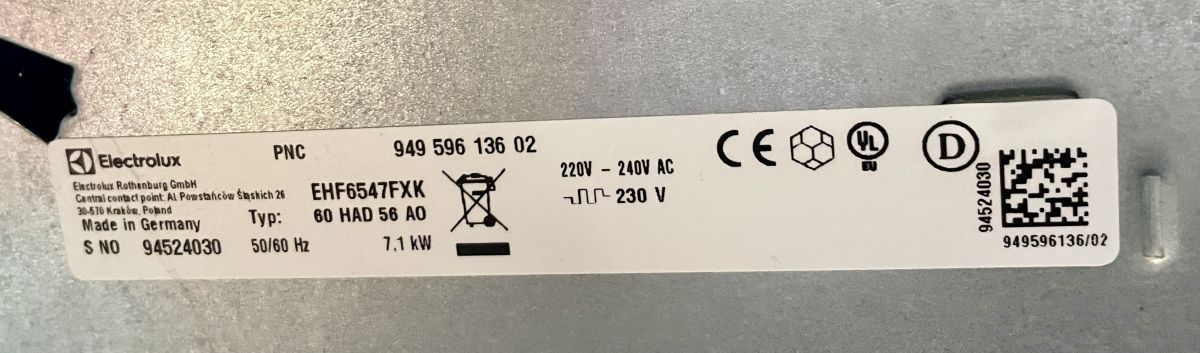 Electrolux PNC 949 596 136 02
Electrolux Rothenburg GmbH
Central contact point: Al. Powstańców Śląskich 26
30-570 Kraków, Poland
Made in Germany
S NO 94524030
EHF6547FXK
Typ: 60 HAD 56 AO
50/60 Hz 7,1 kW
220V - 240V AC
230 V
CE
UL
EU
D
94524030
949596136/02